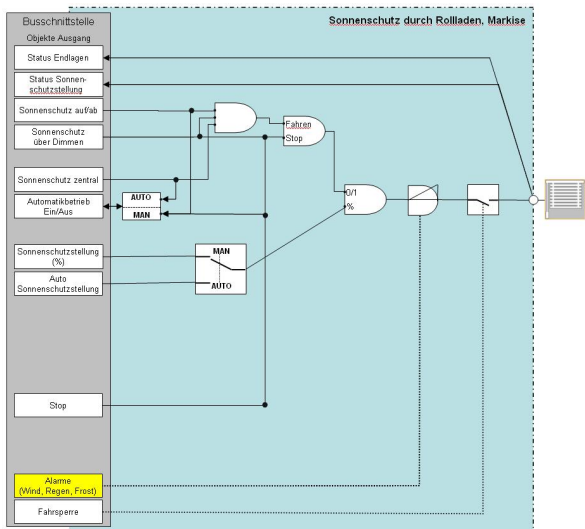 Busschnittstelle
Sonnenschutz durch Rollladen, Markise
Objekte Ausgang
Status Endlagen
Status Sonnen-
schutzstellung
Sonnenschutz auf/ab
Sonnenschutz
über Dimmen
Fahren
Stop
Sonnenschutz zentral
Automatikbetrieb
Ein/Aus
AUTO
MAN
0/1
%
Sonnenschutzstellung
(%)
Auto
Sonnenschutzstellung
MAN
AUTO
Stop
Alarme
(Wind, Regen, Frost)
Fahrsperre